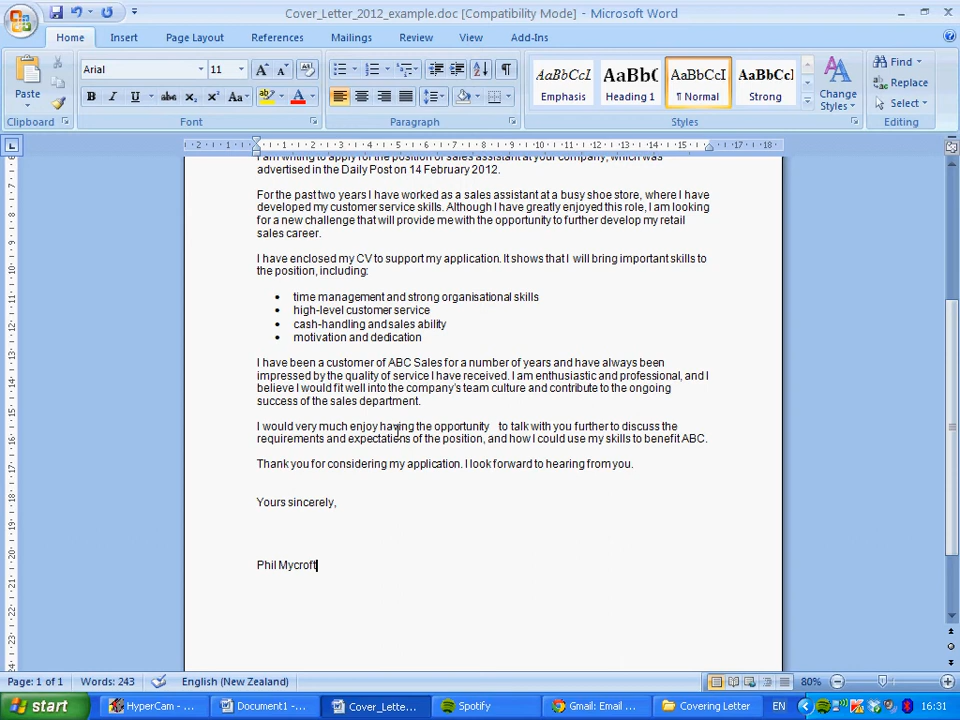 Cover_Letter_2012_example.doc [Compatibility Mode] - Microsoft Word
Home Insert Page Layout References Mailings Review View Add-Ins
Arial 11 AaBbCcI AaBbC AaBbCcI AaBbCc Find
Replace
Paste Emphasis Heading 1 ¶ Normal Strong Change Styles Select
Clipboard Font Paragraph Styles Editing
I am writing to apply for the position of sales assistant at your company, which was
advertised in the Daily Post on 14 February 2012.
For the past two years I have worked as a sales assistant at a busy shoe store, where I have
developed my customer service skills. Although I have greatly enjoyed this role, I am looking
for a new challenge that will provide me with the opportunity to further develop my retail
sales career.
I have enclosed my CV to support my application. It shows that I will bring important skills to
the position, including:
• time management and strong organisational skills
• high-level customer service
• cash-handling and sales ability
• motivation and dedication
I have been a customer of ABC Sales for a number of years and have always been
impressed by the quality of service I have received. I am enthusiastic and professional, and I
believe I would fit well into the company's team culture and contribute to the ongoing
success of the sales department.
I would very much enjoy having the opportunity to talk with you further to discuss the
requirements and expectations of the position, and how I could use my skills to benefit ABC.
Thank you for considering my application. I look forward to hearing from you.
Yours sincerely,
Phil Mycroft
Page: 1 of 1 Words: 243 English (New Zealand) 80%
start HyperCam - ... Document1 - ... Cover_Lette... Spotify Gmail: Email ... Covering Letter EN 16:31